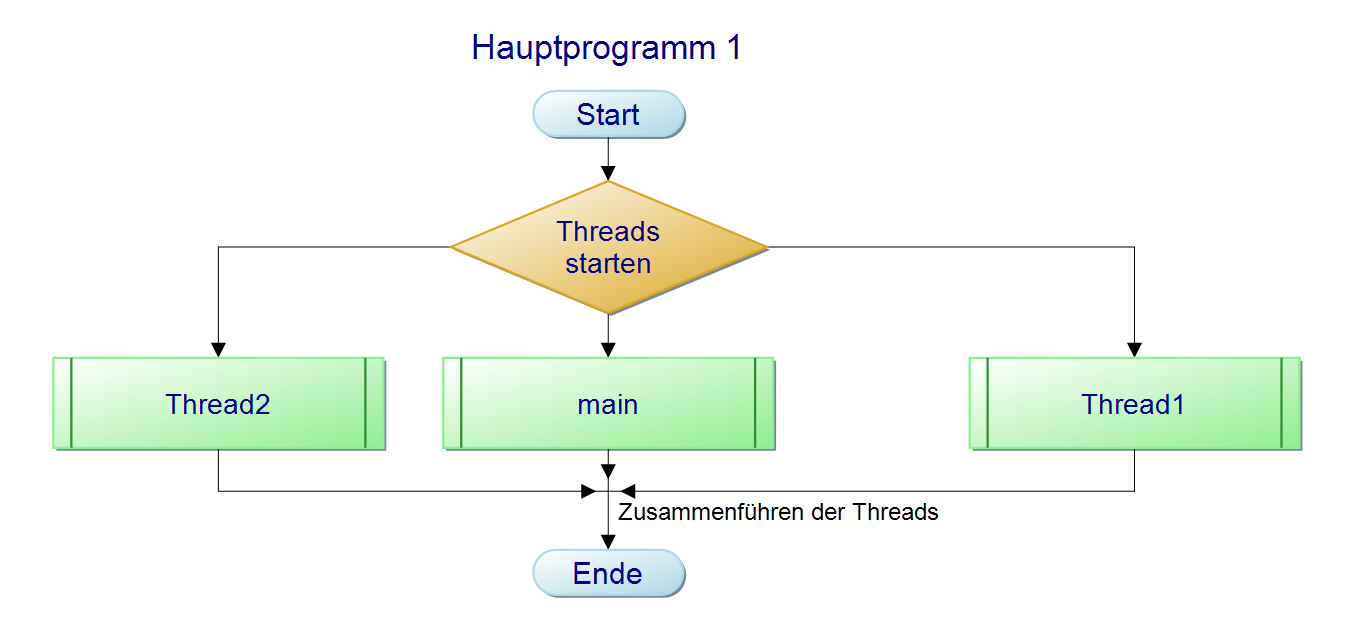 Hauptprogramm 1
Start
Threads
starten
Thread2
main
Thread1
Zusammenführen der Threads
Ende